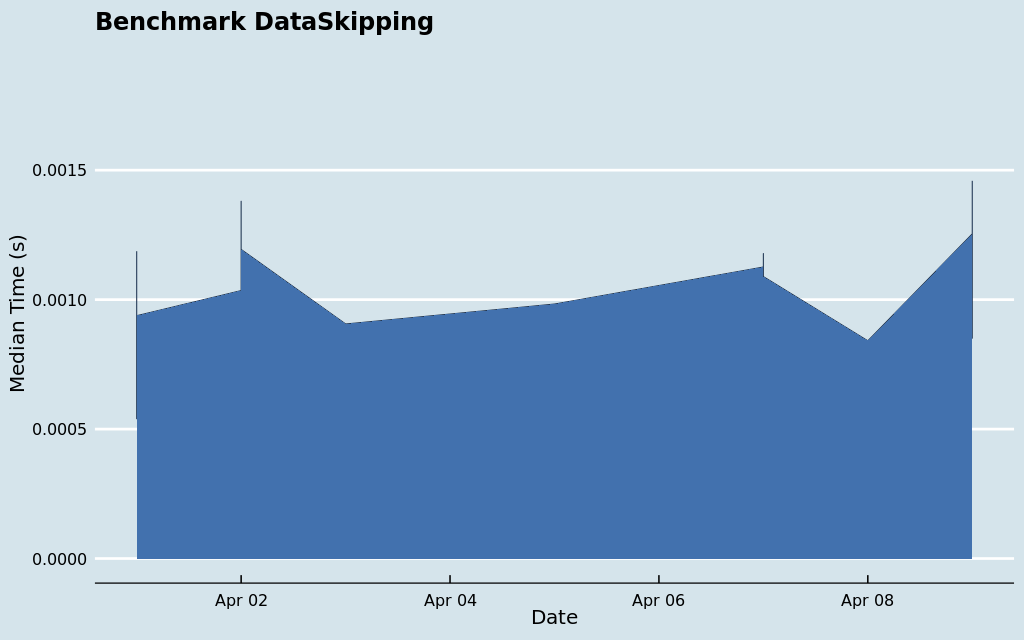 Benchmark DataSkipping
Median Time (s)
0.0015
0.0010
0.0005
0.0000
Apr 02
Apr 04
Apr 06
Apr 08
Date